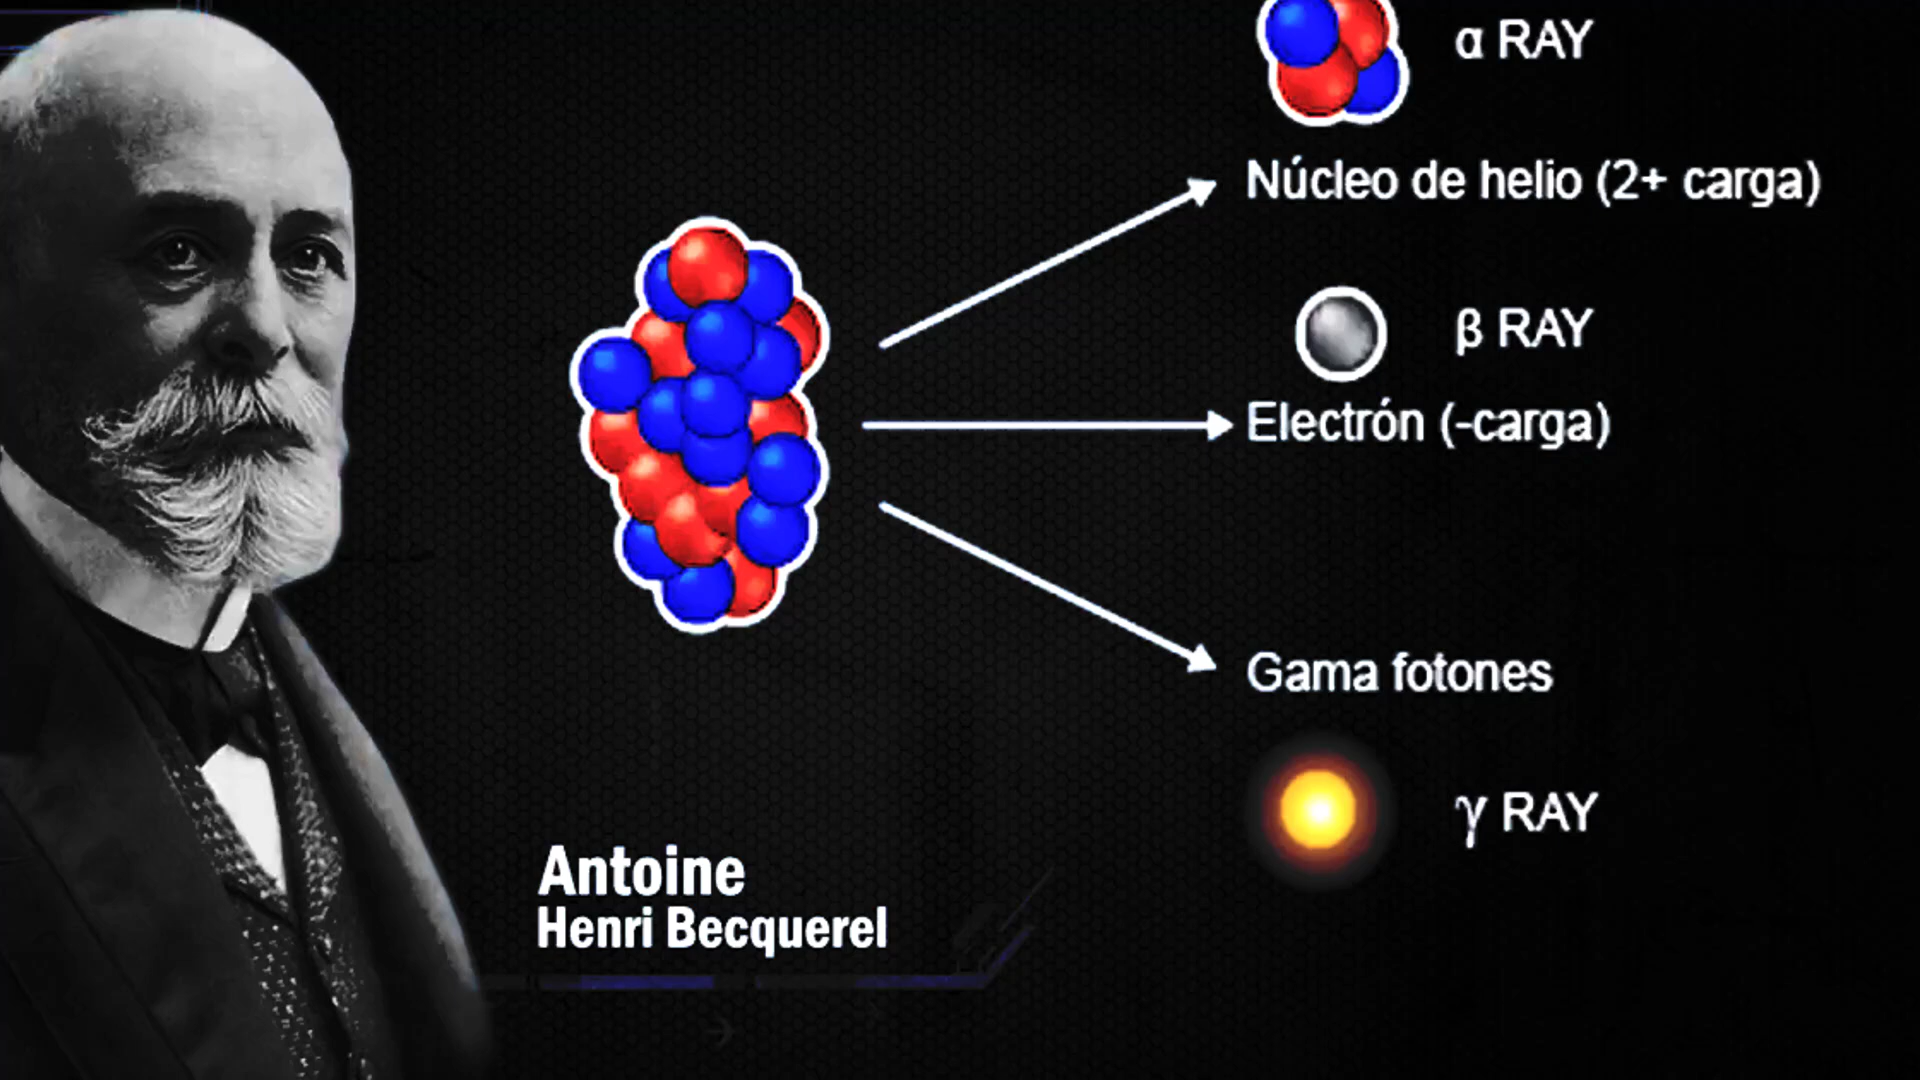 α RAY
Núcleo de helio (2+ carga)
β RAY
Electrón (-carga)
Gama fotones
γ RAY
Antoine
Henri Becquerel